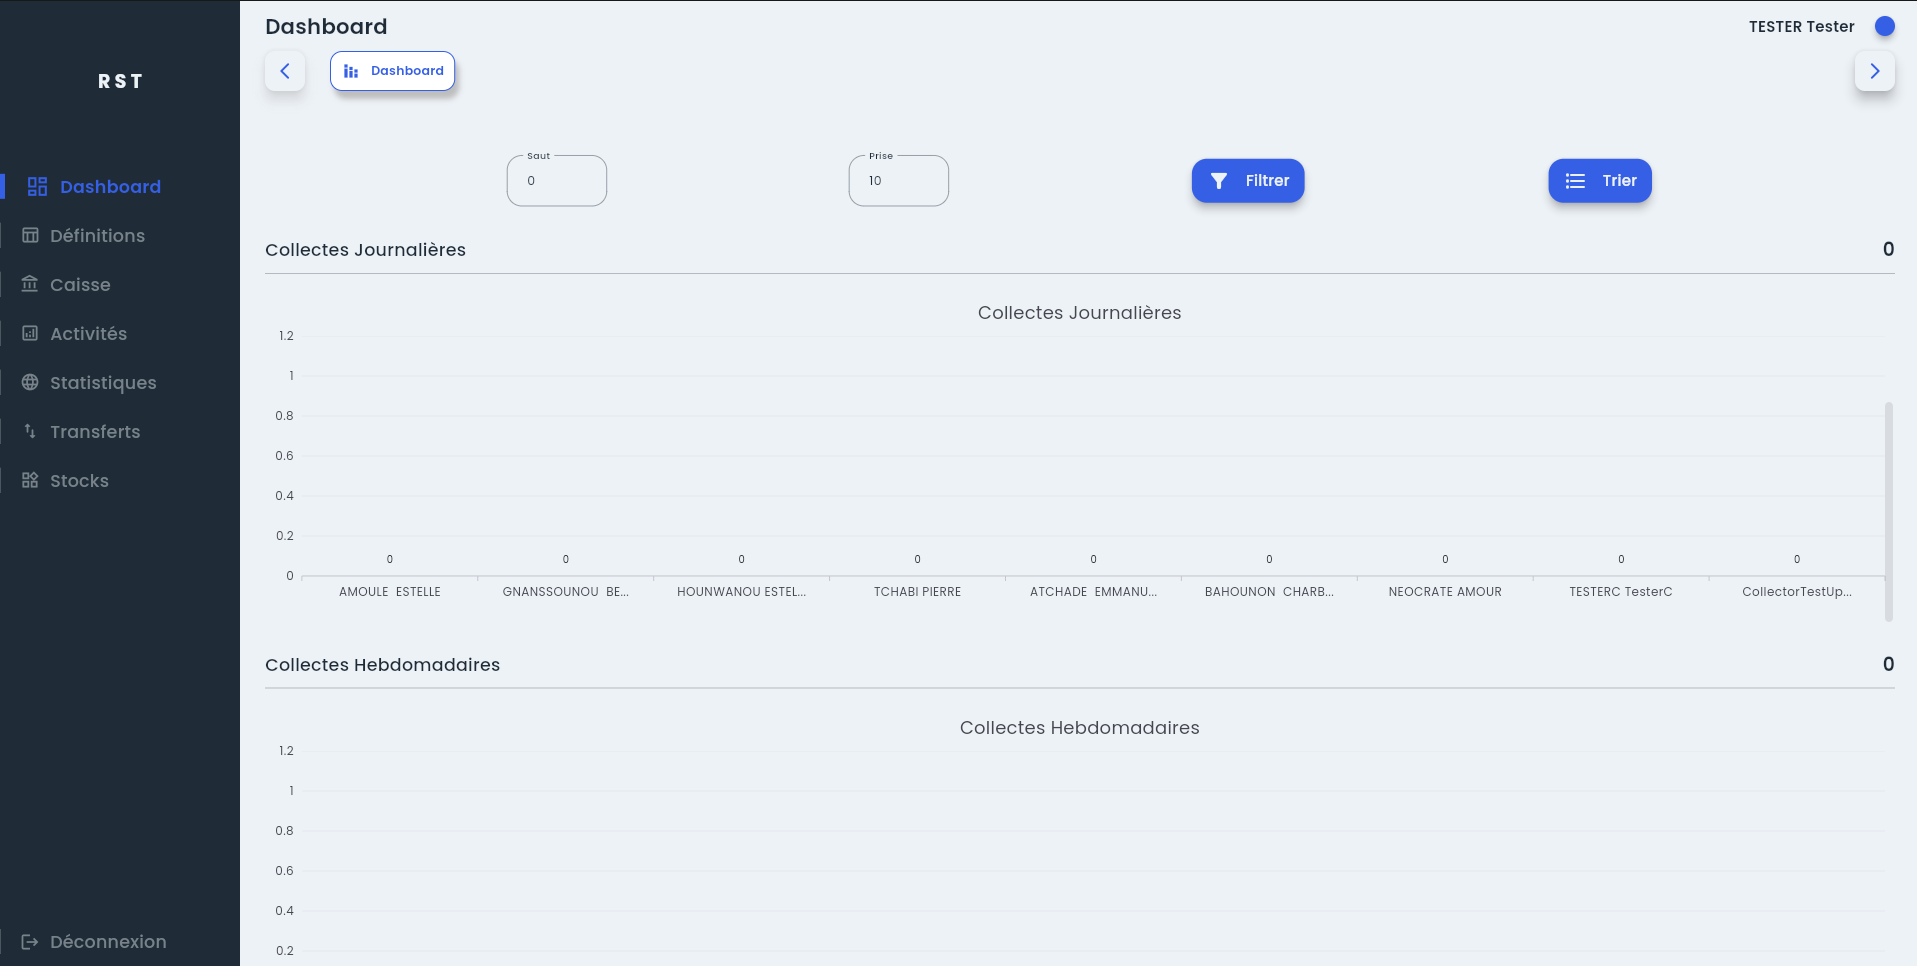 RST
Dashboard
Définitions
Caisse
Activités
Statistiques
Transferts
Stocks
Déconnexion
Dashboard
TESTER Tester
Dashboard
Saut
0
Prise
10
Filtrer
Trier
Collectes Journalières 0
Collectes Journalières
1.2
1
0.8
0.6
0.4
0.2
0
0 0 0 0 0 0 0 0 0
AMOULE ESTELLE GNANSSOUNOU BE... HOUNWANOU ESTEL... TCHABI PIERRE ATCHADE EMMANU... BAHOUNON CHARB... NEOCRATE AMOUR TESTERC TesterC CollectorTestUp...
Collectes Hebdomadaires 0
Collectes Hebdomadaires
1.2
1
0.8
0.6
0.4
0.2